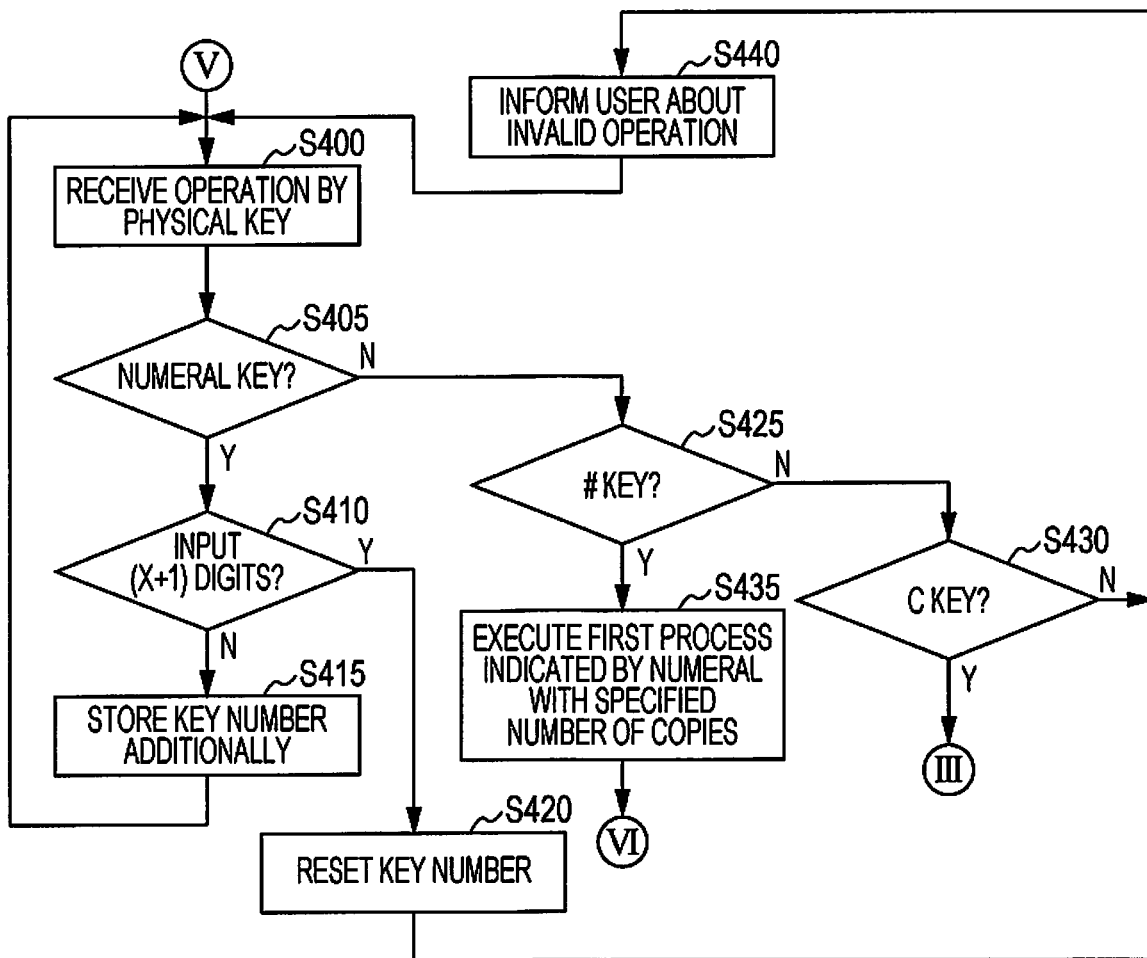 V
S440
INFORM USER ABOUT
INVALID OPERATION
S400
RECEIVE OPERATION BY
PHYSICAL KEY
S405
NUMERAL KEY?
N
Y
S425
# KEY?
N
Y
S410
INPUT
(X+1) DIGITS?
Y
N
S430
C KEY?
N
Y
S435
EXECUTE FIRST PROCESS
INDICATED BY NUMERAL
WITH SPECIFIED
NUMBER OF COPIES
S415
STORE KEY NUMBER
ADDITIONALLY
III
S420
RESET KEY NUMBER
VI